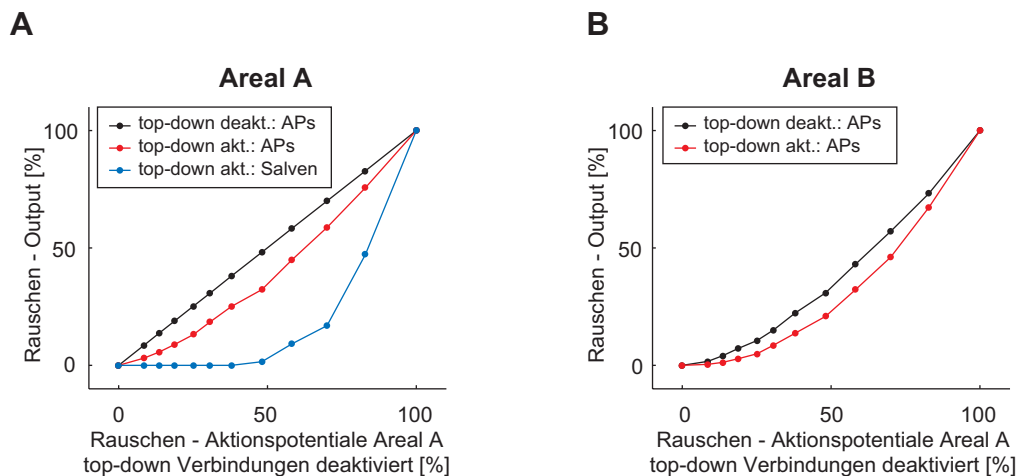 A
Areal A
top-down deakt.: APs
top-down akt.: APs
top-down akt.: Salven
Rauschen - Output [%]
100
50
0
0
50
100
Rauschen - Aktionspotentiale Areal A
top-down Verbindungen deaktiviert [%]
B
Areal B
top-down deakt.: APs
top-down akt.: APs
Rauschen - Output [%]
100
50
0
0
50
100
Rauschen - Aktionspotentiale Areal A
top-down Verbindungen deaktiviert [%]